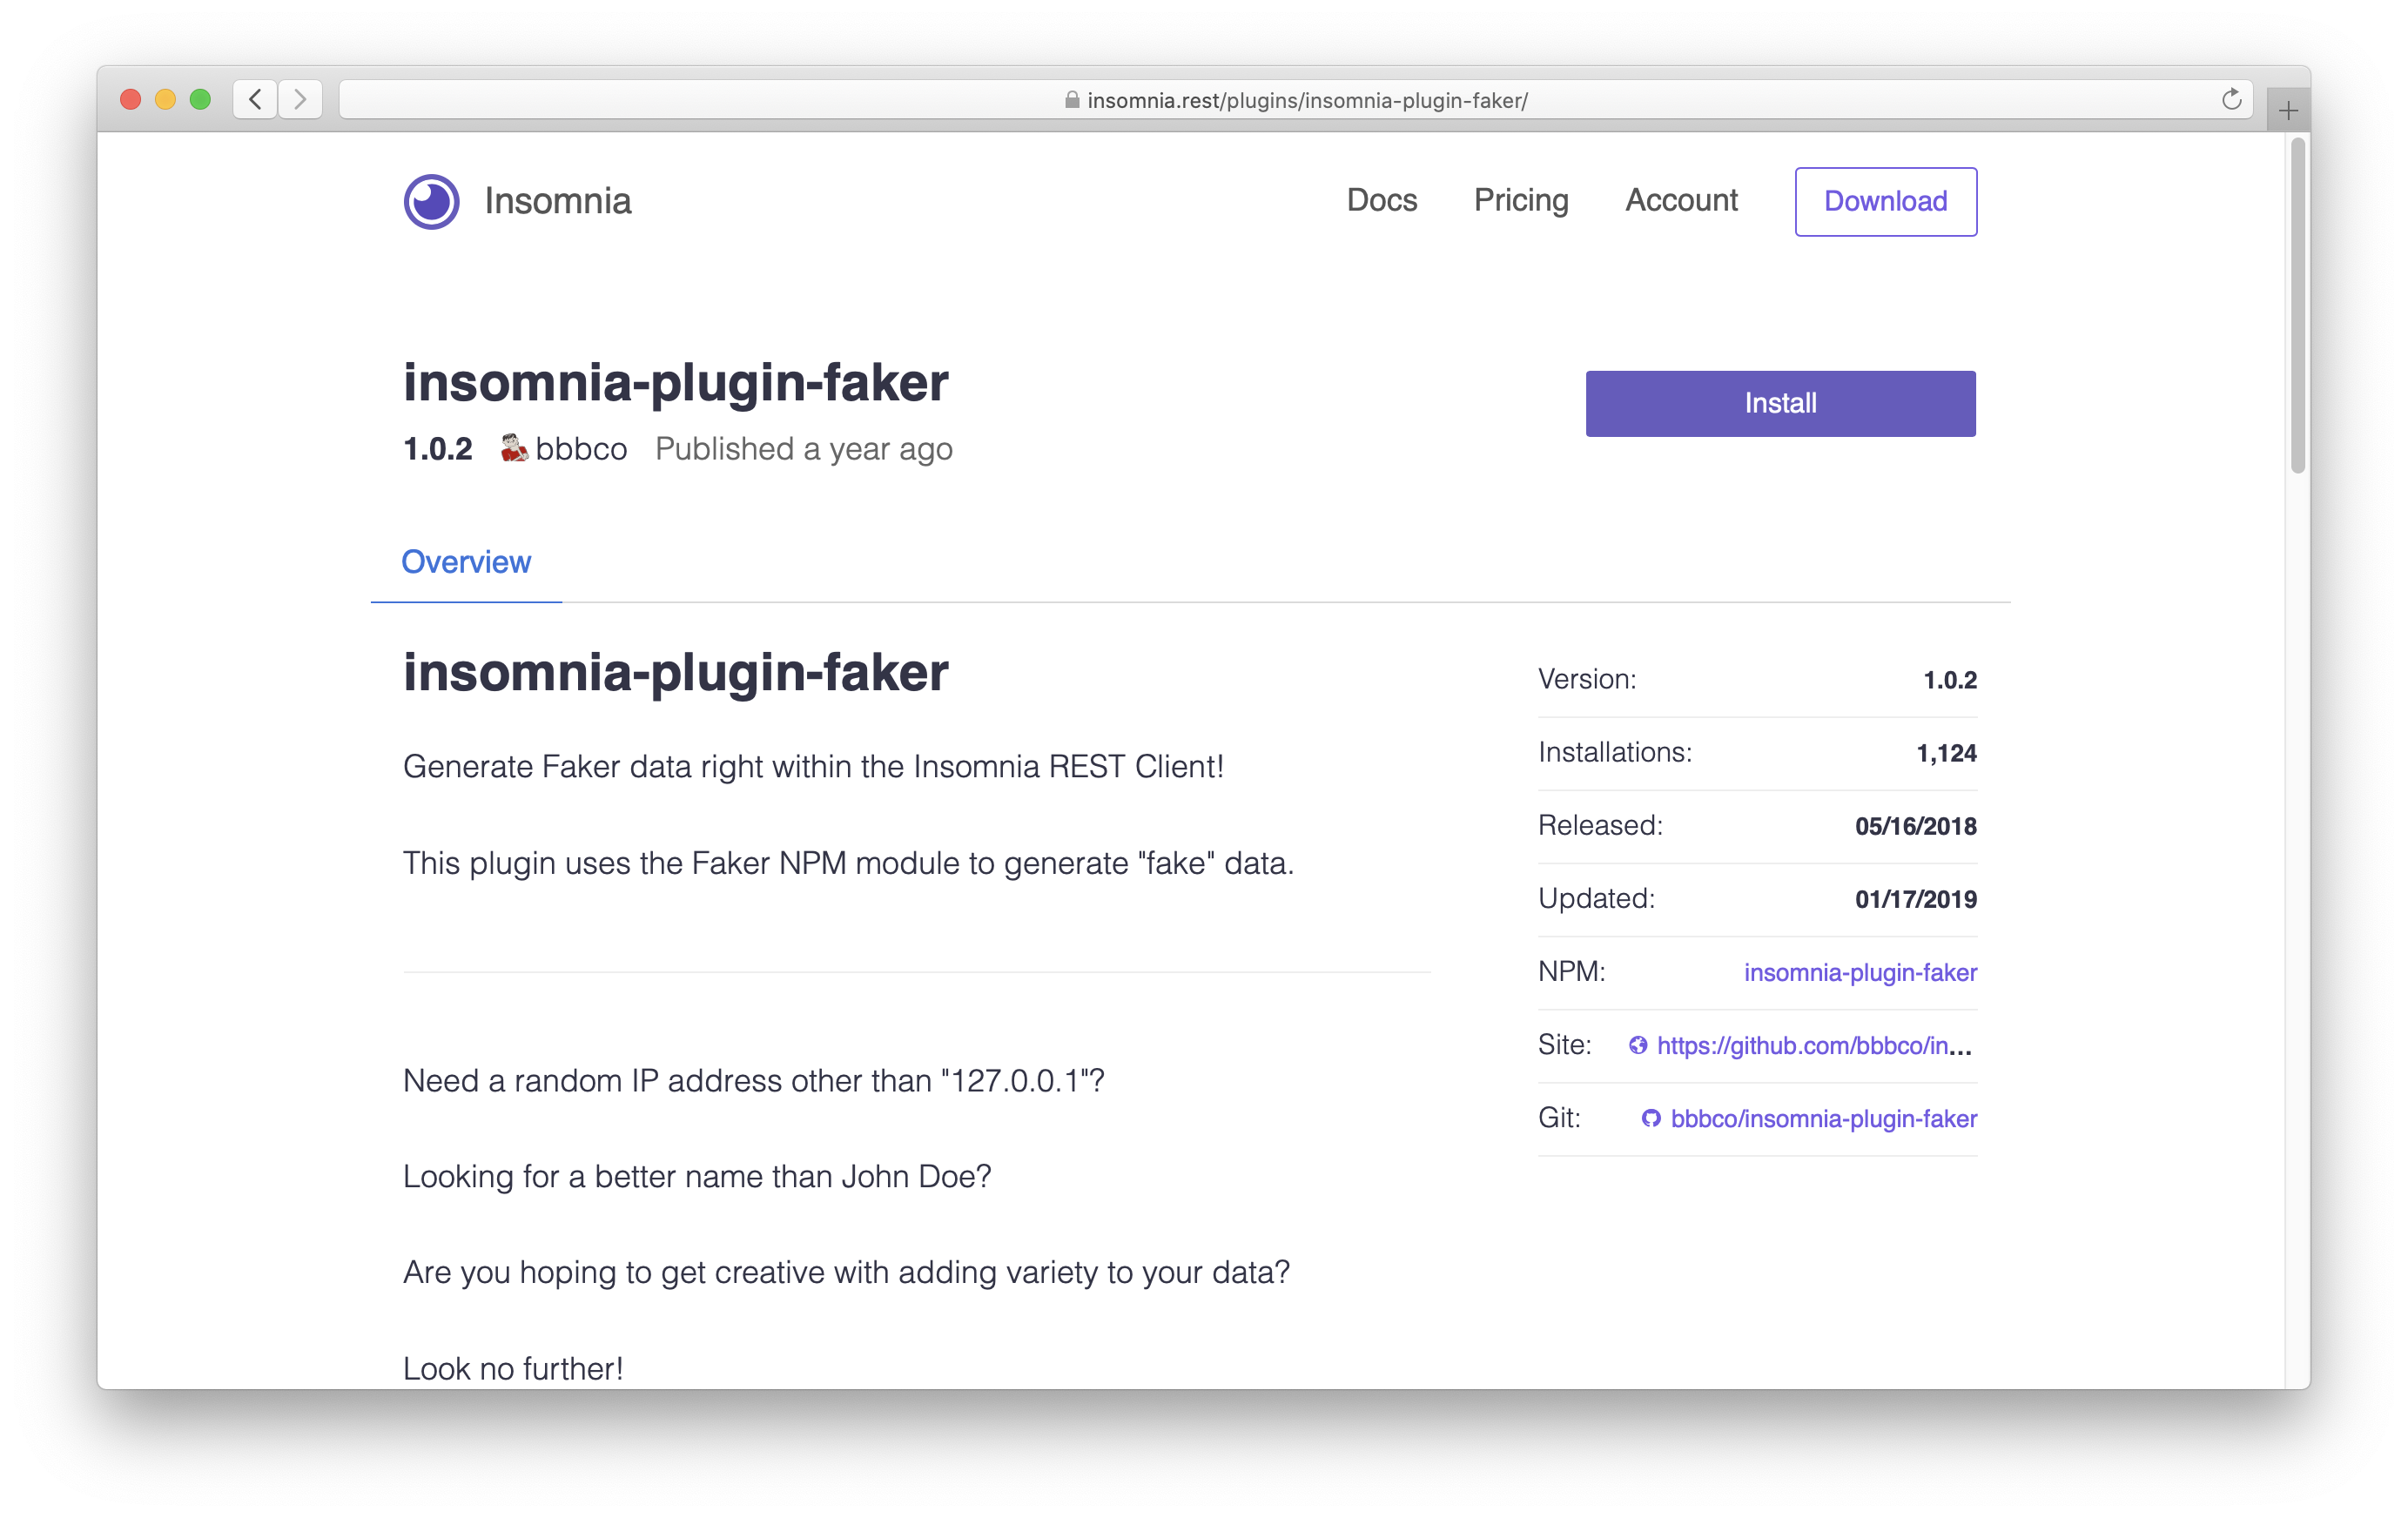 insomnia.rest/plugins/insomnia-plugin-faker/
Insomnia
Docs Pricing Account Download
insomnia-plugin-faker
Install
1.0.2 bbbco Published a year ago
Overview
insomnia-plugin-faker
Generate Faker data right within the Insomnia REST Client!
This plugin uses the Faker NPM module to generate "fake" data.
Need a random IP address other than "127.0.0.1"?
Looking for a better name than John Doe?
Are you hoping to get creative with adding variety to your data?
Look no further!
Version: 1.0.2
Installations: 1,124
Released: 05/16/2018
Updated: 01/17/2019
NPM: insomnia-plugin-faker
Site: https://github.com/bbbco/in...
Git: bbbco/insomnia-plugin-faker